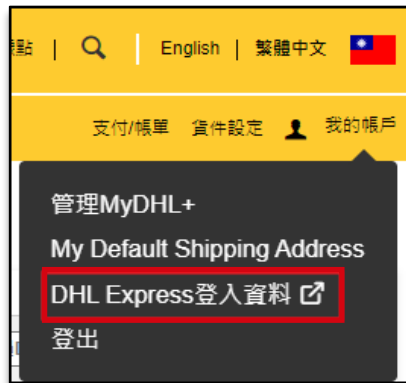 點 | English | 繁體中文
支付/帳單 貨件設定 我的帳戶
管理MyDHL+
My Default Shipping Address
DHL Express登入資料
登出